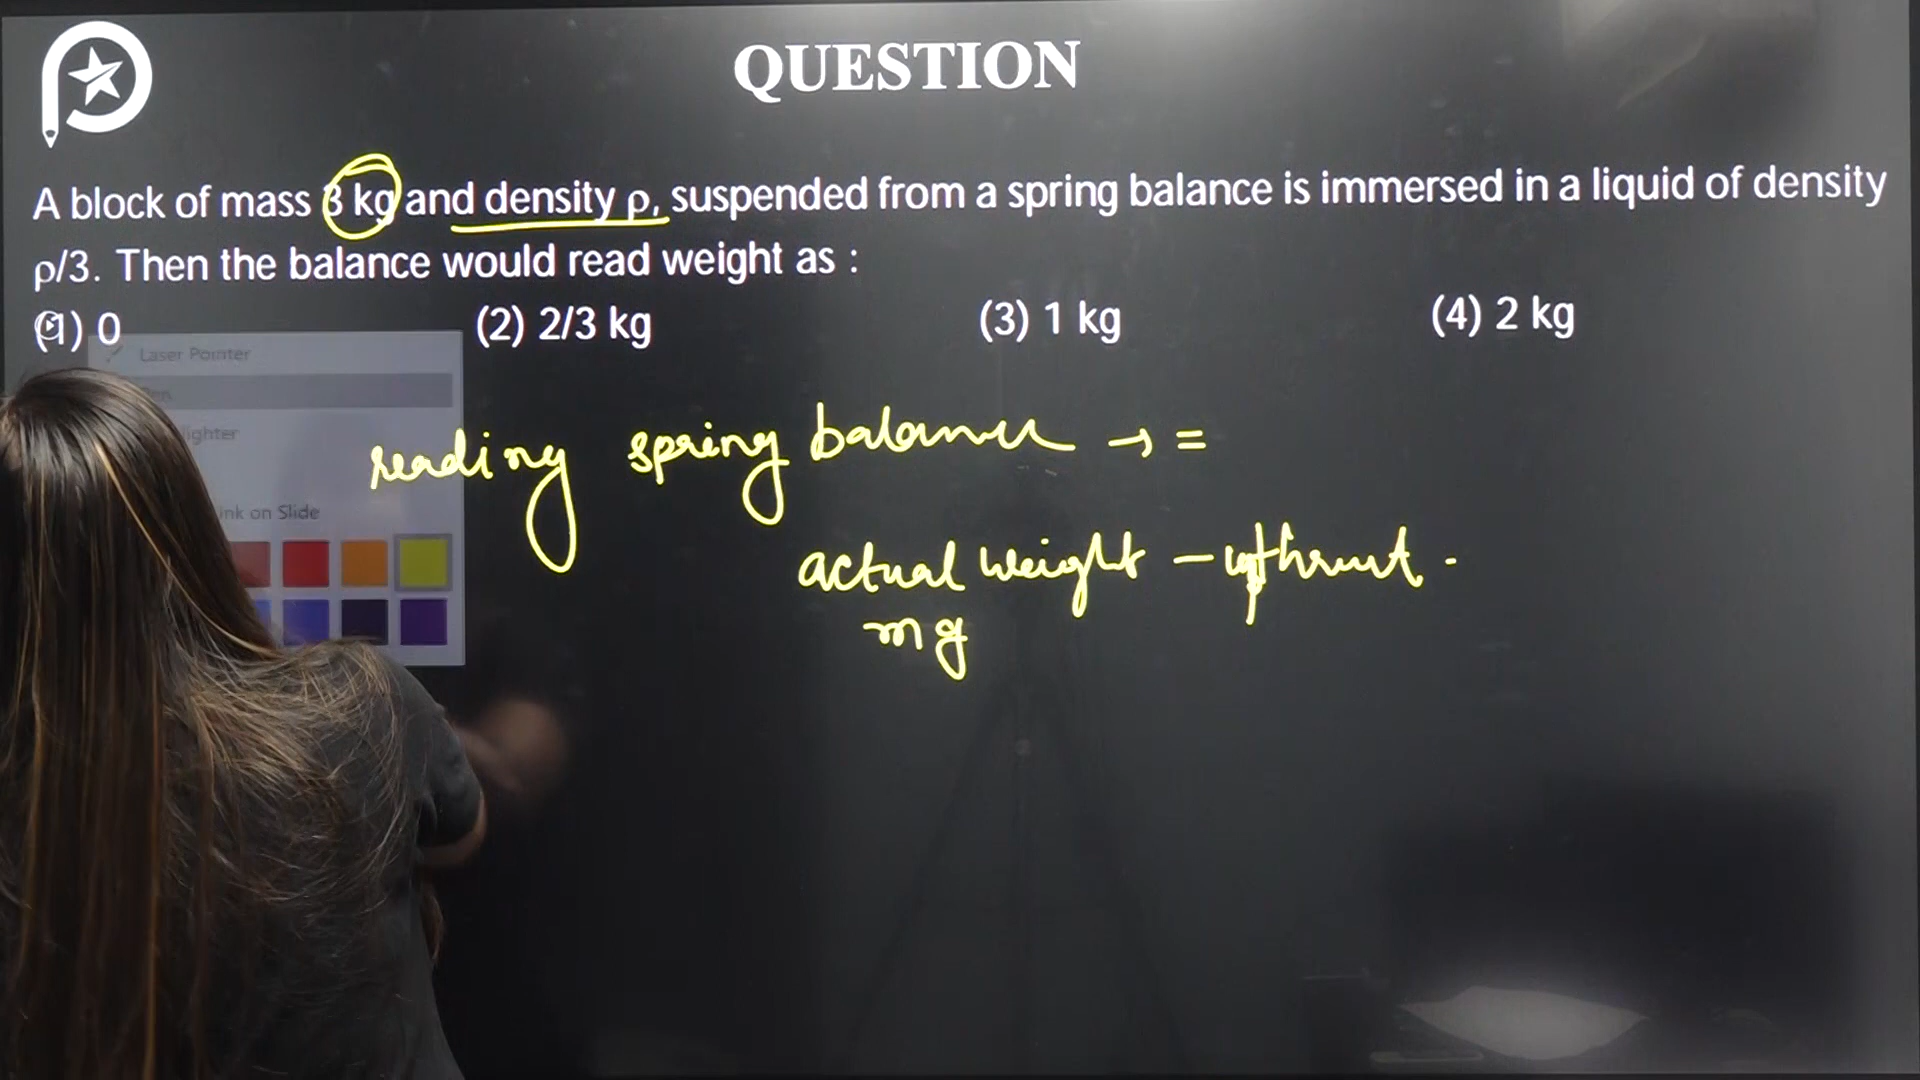 QUESTION
A block of mass 3 kg and density ρ, suspended from a spring balance is immersed in a liquid of density
ρ/3. Then the balance would read weight as :
(1) 0 (2) 2/3 kg (3) 1 kg (4) 2 kg
Laser Pointer
reading spring balance → =
ink on Slide
actual weight – upthrust .
mg